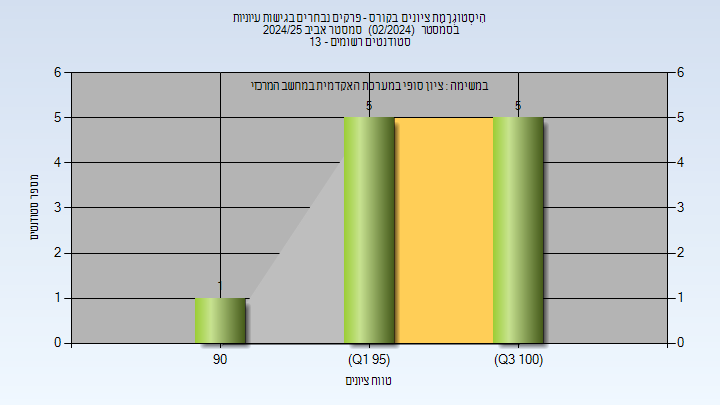 היסטוגרמת ציונים בקורס - פרקים נבחרים בגישות עיוניות
בסמסטר (02/2024) סמסטר אביב 2024/25
סטודנטים רשומים - 13
במשימה : ציון סופי במערכת האקדמית במחשב המרכזי
מספר סטודנטים
6 6
5 5
4 4
3 3
2 2
1 1
0 0
1 5 5
90 (Q1 95) (Q3 100)
טווח ציונים